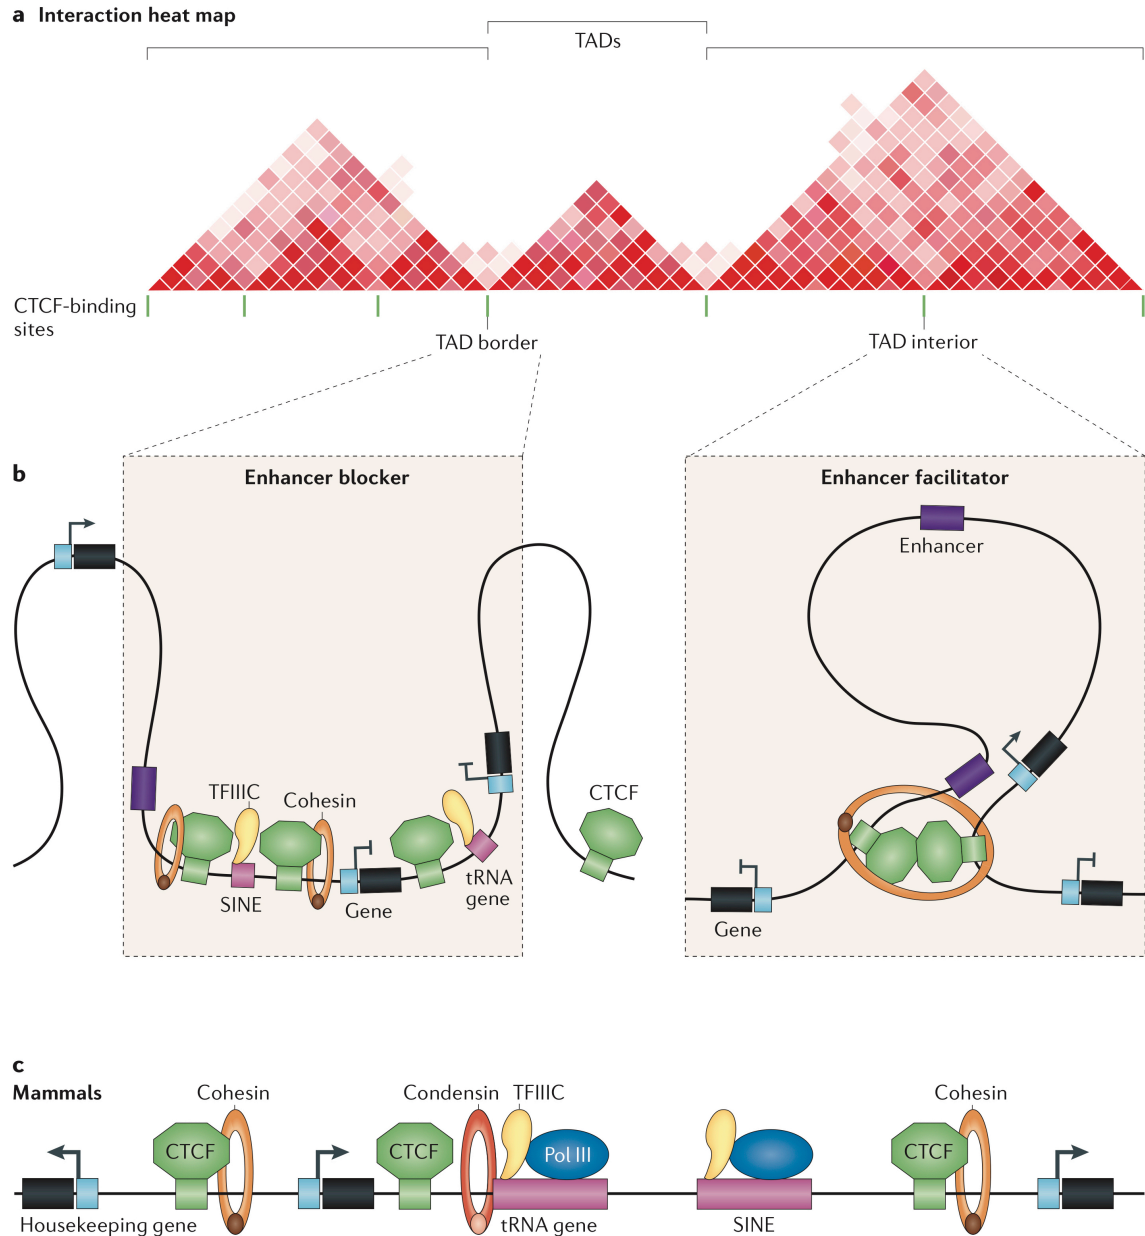 a Interaction heat map
TADs
CTCF-binding
sites
TAD border
TAD interior
b
Enhancer blocker
Enhancer facilitator
Enhancer
TFIIIC
Cohesin
CTCF
SINE
Gene
tRNA
gene
Gene
c
Mammals
Cohesin
Condensin
TFIIIC
Cohesin
CTCF
CTCF
Pol III
CTCF
Housekeeping gene
tRNA gene
SINE